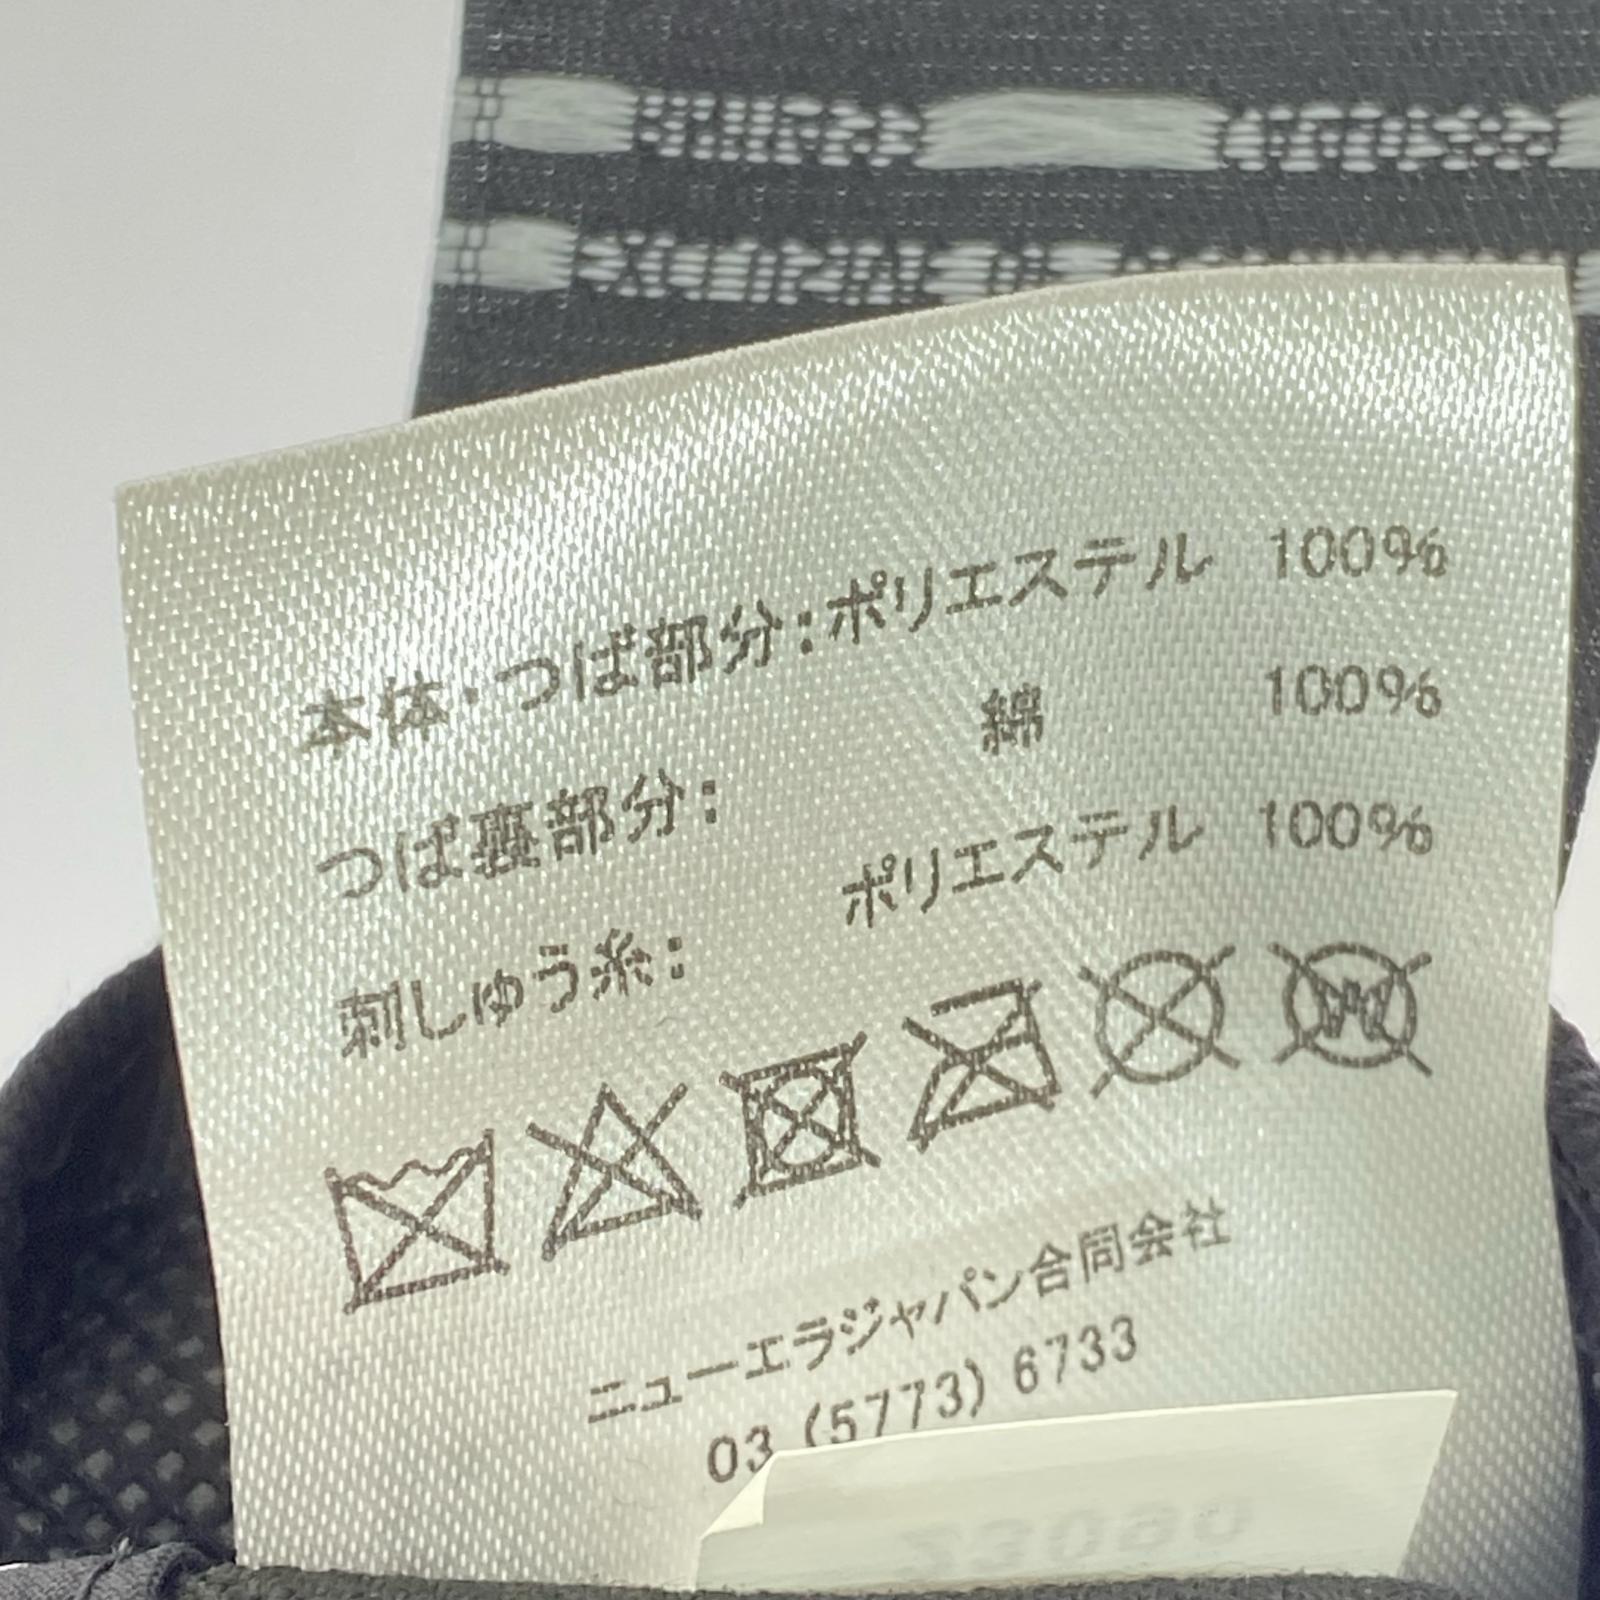 本体・つば部分:ポリエステル 100%
つば裏部分: 綿 100%
刺しゅう糸: ポリエステル 100%
ニューエラジャパン合同会社
03 (5773) 6733